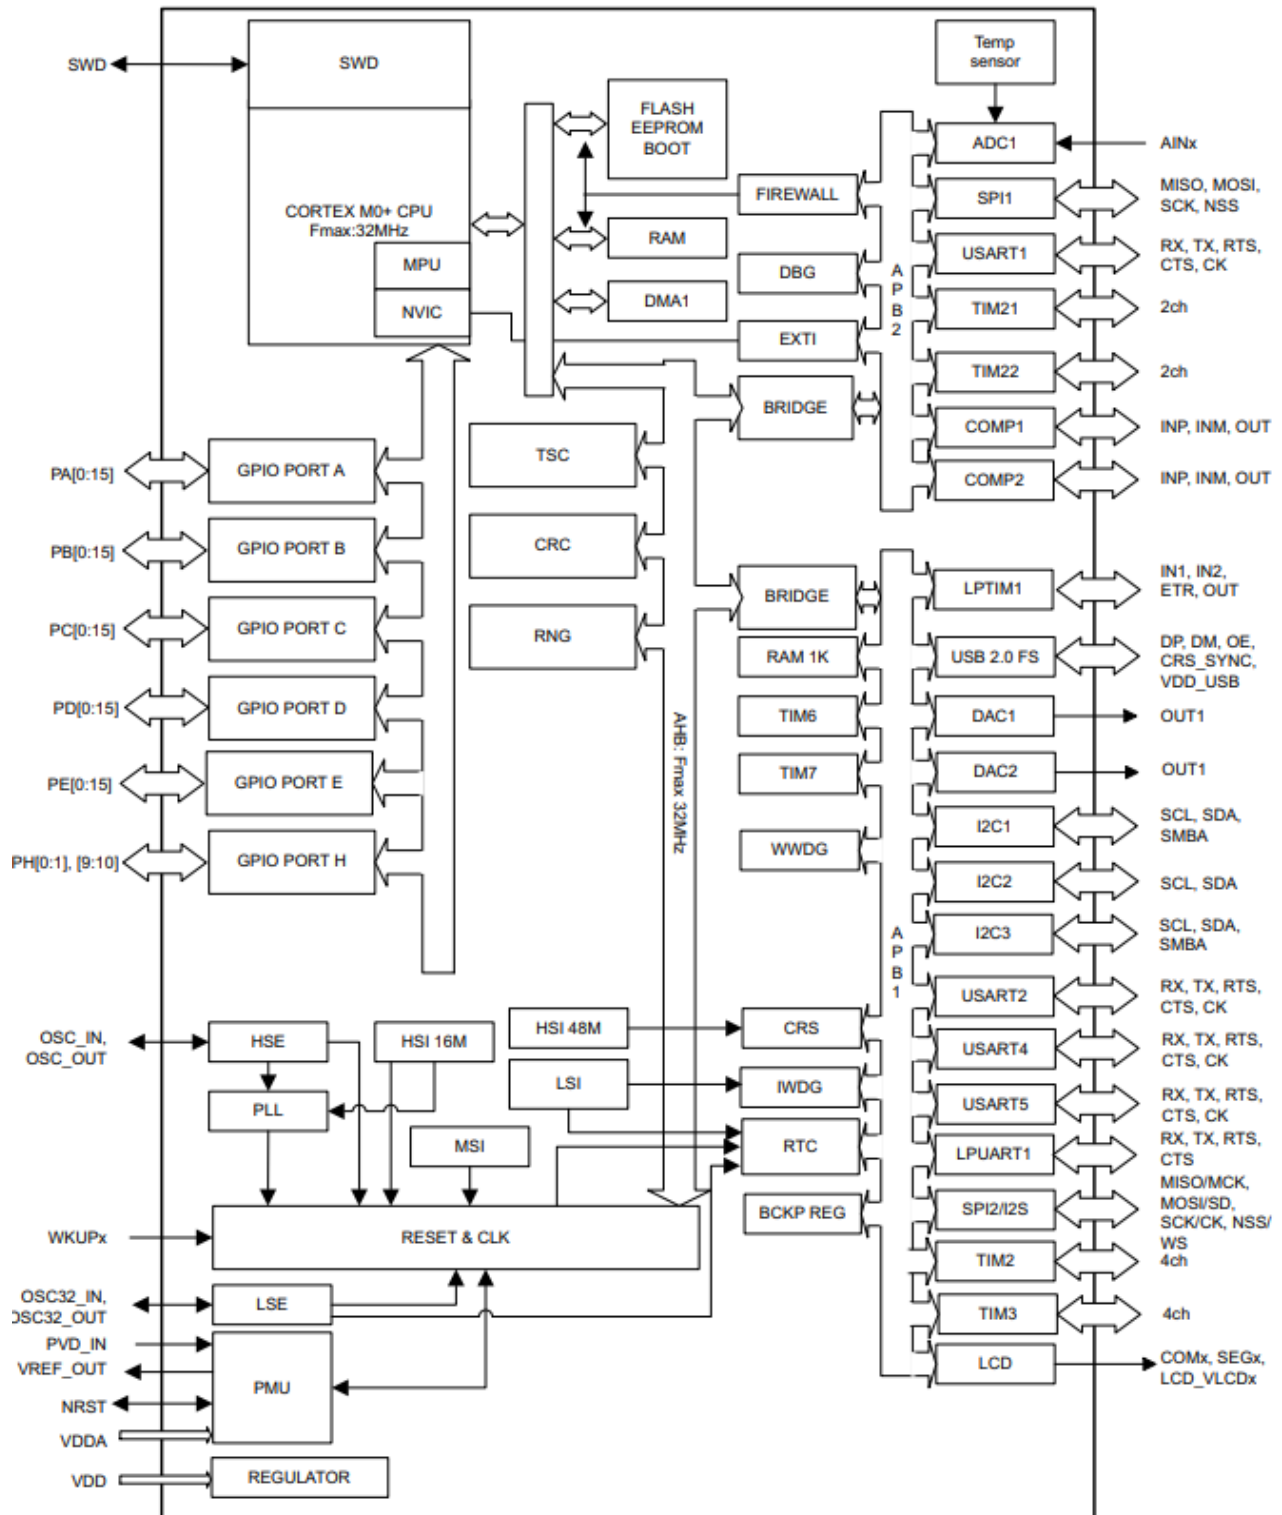 SWD
SWD
CORTEX M0+ CPU
Fmax:32MHz
MPU
NVIC
FLASH
EEPROM
BOOT
RAM
DMA1
FIREWALL
DBG
EXTI
BRIDGE
A
P
B
2
Temp
sensor
ADC1
AINx
SPI1
MISO, MOSI,
SCK, NSS
USART1
RX, TX, RTS,
CTS, CK
TIM21
2ch
TIM22
2ch
COMP1
INP, INM, OUT
COMP2
INP, INM, OUT
PA[0:15]
GPIO PORT A
PB[0:15]
GPIO PORT B
PC[0:15]
GPIO PORT C
PD[0:15]
GPIO PORT D
PE[0:15]
GPIO PORT E
PH[0:1], [9:10]
GPIO PORT H
TSC
CRC
RNG
AHB: Fmax 32MHz
BRIDGE
RAM 1K
TIM6
TIM7
WWDG
A
P
B
1
LPTIM1
IN1, IN2,
ETR, OUT
USB 2.0 FS
DP, DM, OE,
CRS_SYNC,
VDD_USB
DAC1
OUT1
DAC2
OUT1
I2C1
SCL, SDA,
SMBA
I2C2
SCL, SDA
I2C3
SCL, SDA,
SMBA
USART2
RX, TX, RTS,
CTS, CK
USART4
RX, TX, RTS,
CTS, CK
USART5
RX, TX, RTS,
CTS, CK
LPUART1
RX, TX, RTS,
CTS
SPI2/I2S
MISO/MCK,
MOSI/SD,
SCK/CK, NSS/
WS
TIM2
4ch
TIM3
4ch
LCD
COMx, SEGx,
LCD_VLCDx
OSC_IN,
OSC_OUT
HSE
HSI 16M
HSI 48M
CRS
PLL
LSI
IWDG
MSI
RTC
BCKP REG
WKUPx
RESET & CLK
OSC32_IN,
OSC32_OUT
LSE
PVD_IN
VREF_OUT
PMU
NRST
VDDA
VDD
REGULATOR